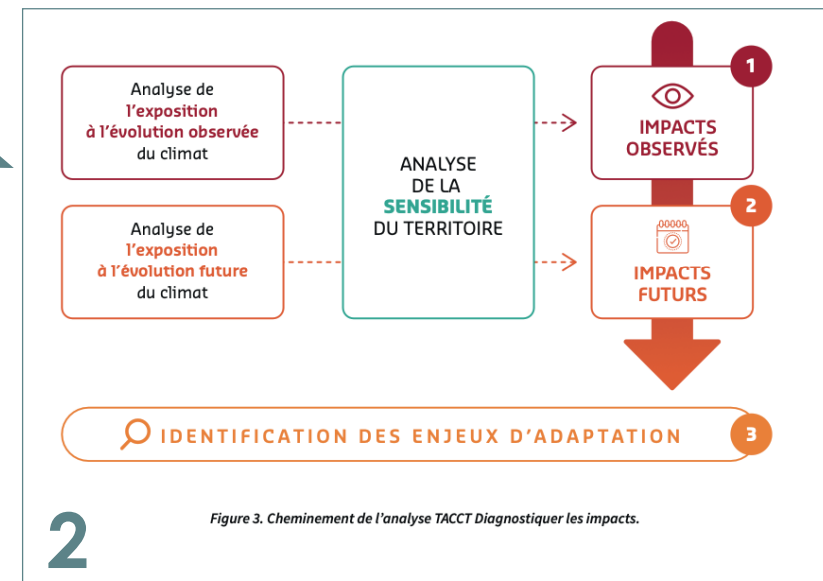 Analyse de
l'exposition
à l'évolution observée
du climat
ANALYSE
DE LA
SENSIBILITÉ
DU TERRITOIRE
1
IMPACTS
OBSERVÉS
Analyse de
l'exposition
à l'évolution future
du climat
2
IMPACTS
FUTURS
IDENTIFICATION DES ENJEUX D'ADAPTATION
3
2
Figure 3. Cheminement de l'analyse TACCT Diagnostiquer les impacts.